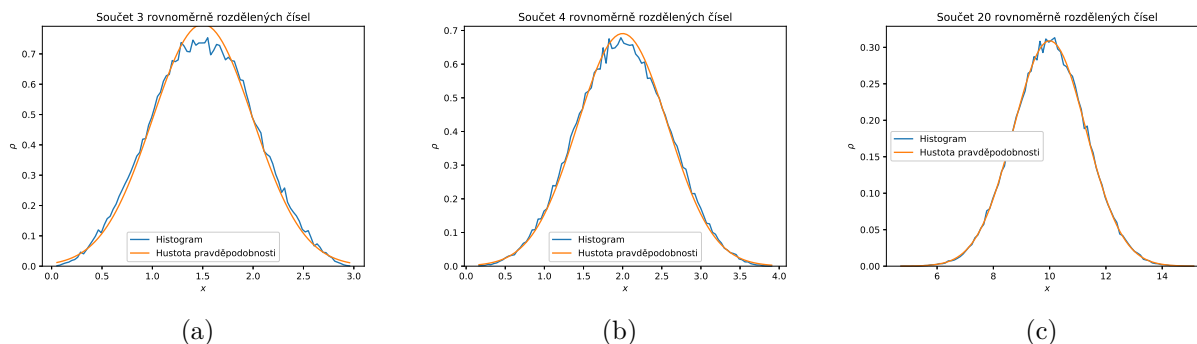 Součet 3 rovnoměrně rozdělených čísel
0.7
0.6
0.5
0.4
0.3
0.2
0.1
0.0
ρ
Histogram
Hustota pravděpodobnosti
0.0 0.5 1.0 1.5 2.0 2.5 3.0
x
(a)
Součet 4 rovnoměrně rozdělených čísel
0.7
0.6
0.5
0.4
0.3
0.2
0.1
0.0
ρ
Histogram
Hustota pravděpodobnosti
0.0 0.5 1.0 1.5 2.0 2.5 3.0 3.5 4.0
x
(b)
Součet 20 rovnoměrně rozdělených čísel
0.30
0.25
0.20
0.15
0.10
0.05
0.00
ρ
Histogram
Hustota pravděpodobnosti
6 8 10 12 14
x
(c)